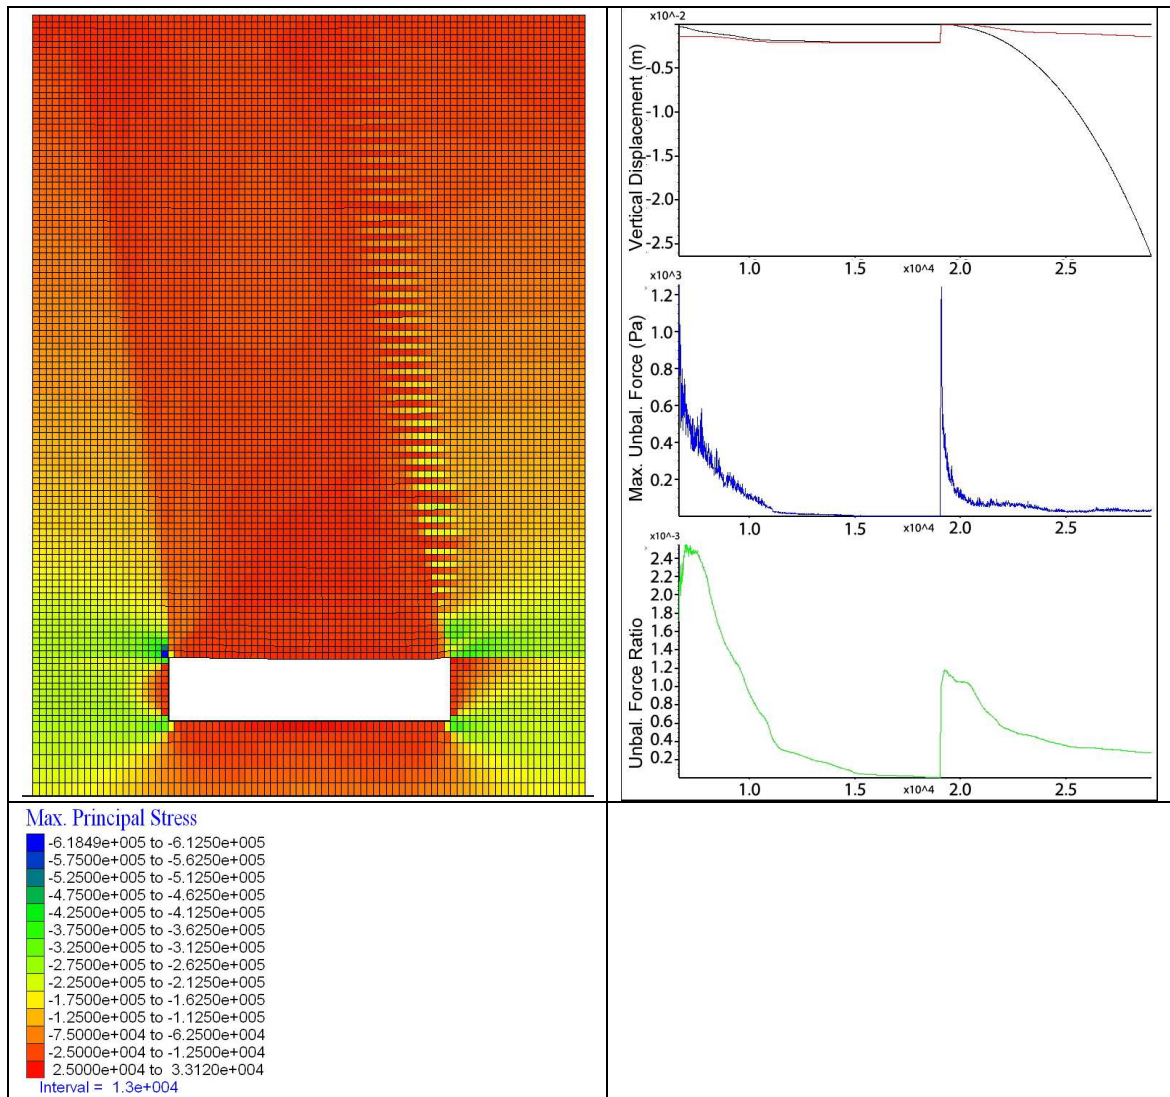 x10^-2
Vertical Displacement (m)
-0.5
-1.0
-1.5
-2.0
-2.5
1.0 1.5 x10^4 2.0 2.5
x10^3
Max. Unbal. Force (Pa)
1.2
1.0
0.8
0.6
0.4
0.2
1.0 1.5 x10^4 2.0 2.5
x10^-3
Unbal. Force Ratio
2.4
2.2
2.0
1.8
1.6
1.4
1.2
1.0
0.8
0.6
0.4
0.2
1.0 1.5 x10^4 2.0 2.5
Max. Principal Stress
-6.1849e+005 to -6.1250e+005
-5.7500e+005 to -5.6250e+005
-5.2500e+005 to -5.1250e+005
-4.7500e+005 to -4.6250e+005
-4.2500e+005 to -4.1250e+005
-3.7500e+005 to -3.6250e+005
-3.2500e+005 to -3.1250e+005
-2.7500e+005 to -2.6250e+005
-2.2500e+005 to -2.1250e+005
-1.7500e+005 to -1.6250e+005
-1.2500e+005 to -1.1250e+005
-7.5000e+004 to -6.2500e+004
-2.5000e+004 to -1.2500e+004
2.5000e+004 to 3.3120e+004
Interval = 1.3e+004